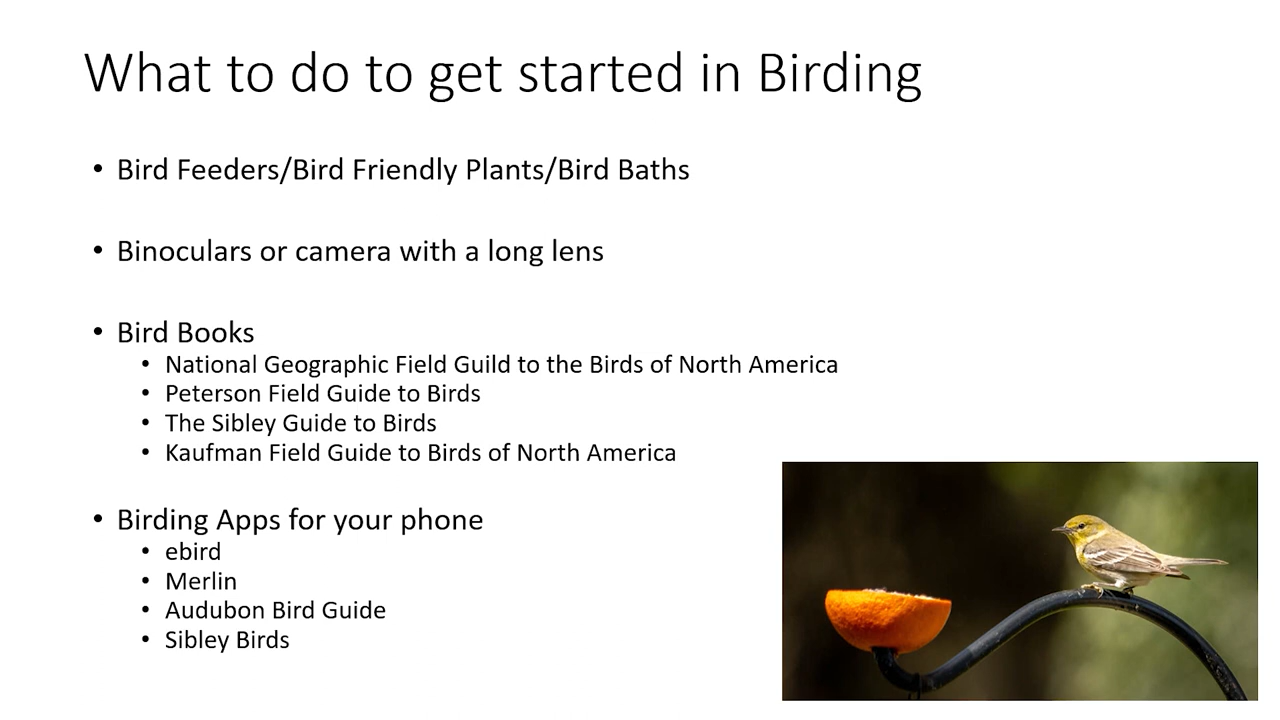 What to do to get started in Birding
• Bird Feeders/Bird Friendly Plants/Bird Baths
• Binoculars or camera with a long lens
• Bird Books
• National Geographic Field Guild to the Birds of North America
• Peterson Field Guide to Birds
• The Sibley Guide to Birds
• Kaufman Field Guide to Birds of North America
• Birding Apps for your phone
• ebird
• Merlin
• Audubon Bird Guide
• Sibley Birds